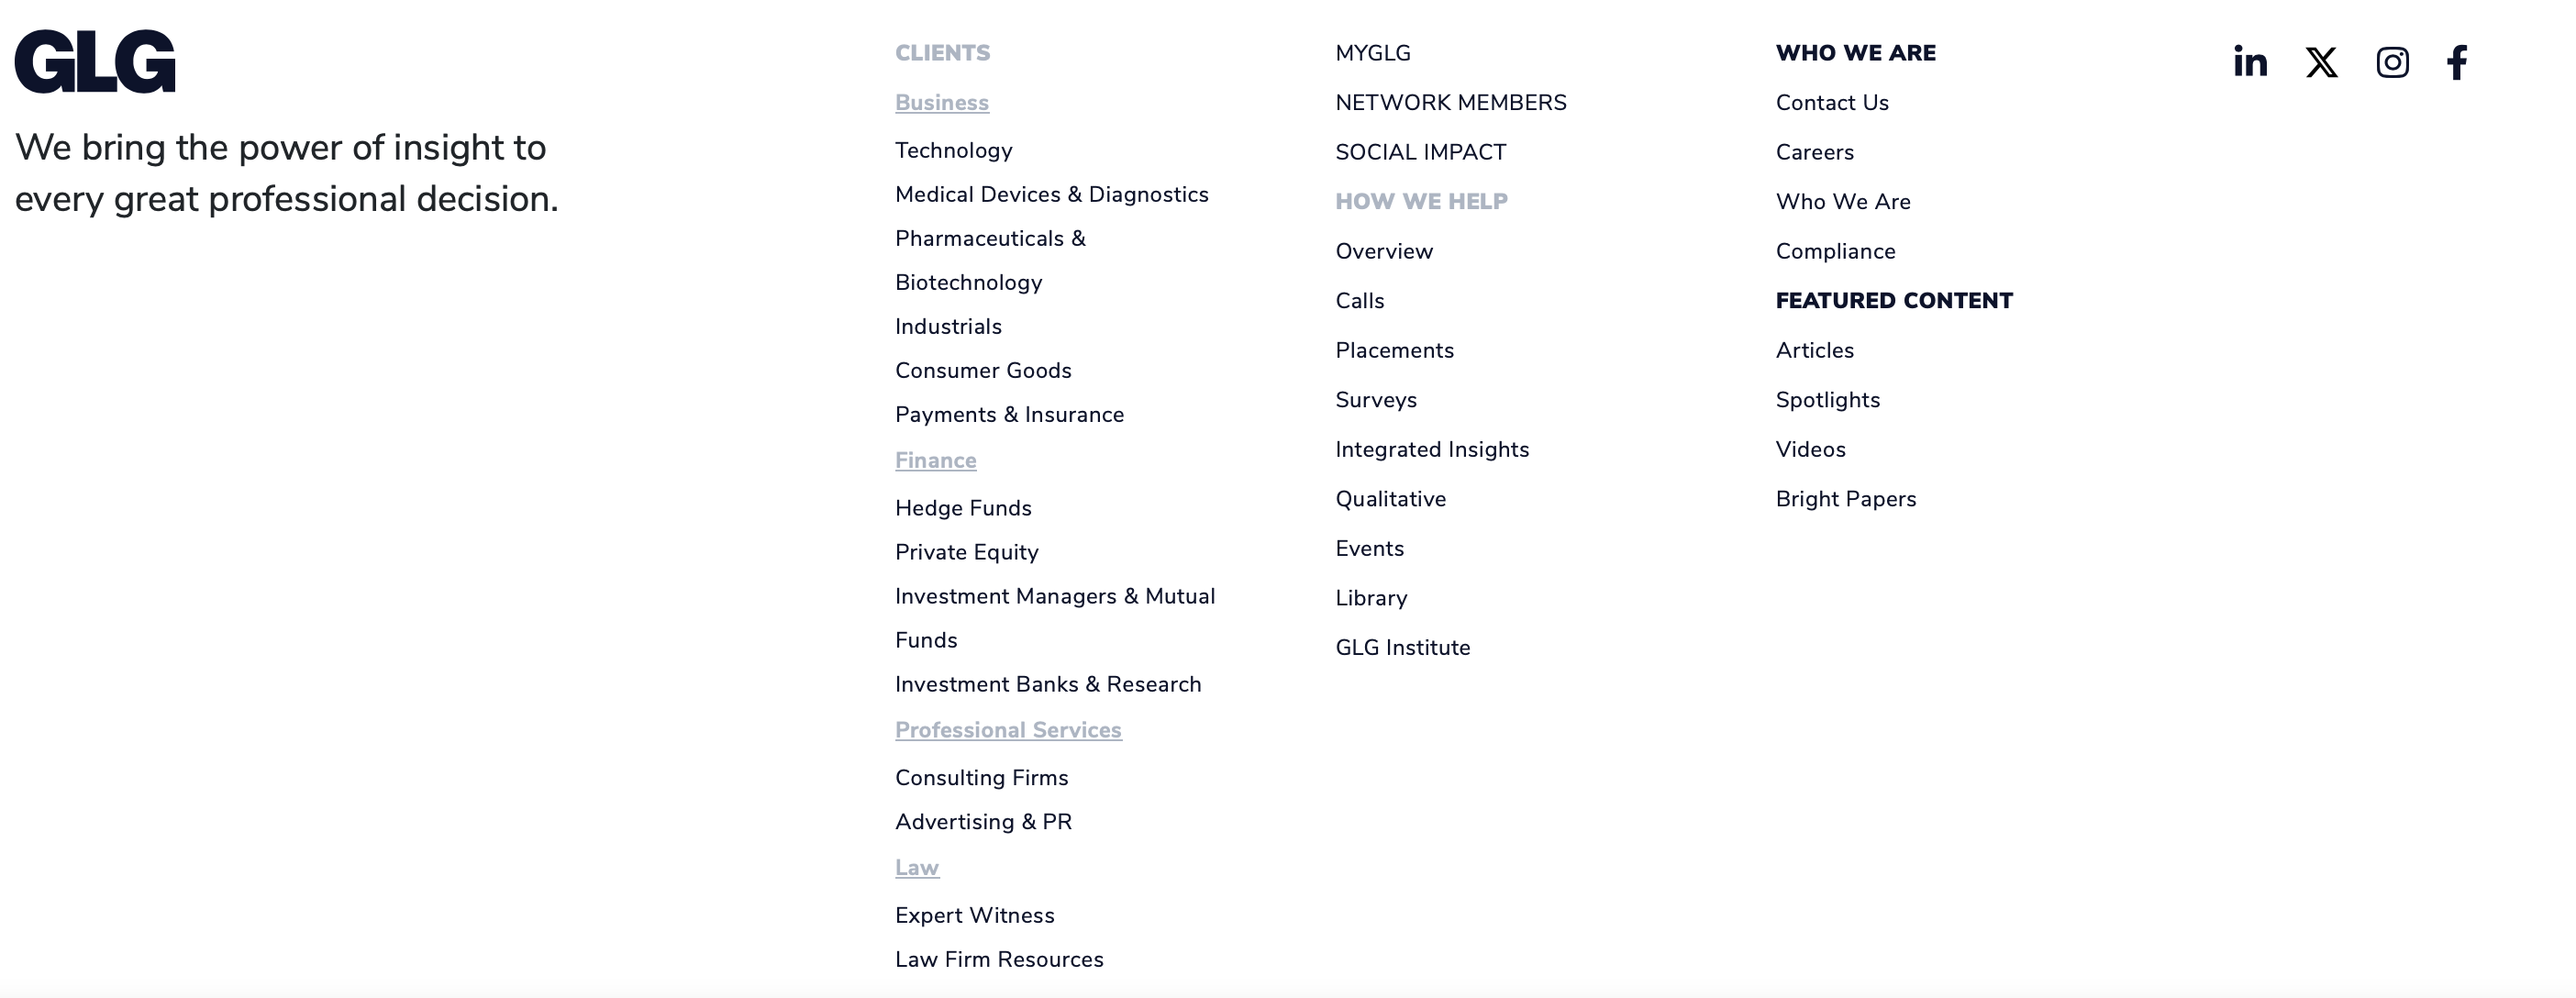 GLG
We bring the power of insight to
every great professional decision.
CLIENTS
Business
Technology
Medical Devices & Diagnostics
Pharmaceuticals &
Biotechnology
Industrials
Consumer Goods
Payments & Insurance
Finance
Hedge Funds
Private Equity
Investment Managers & Mutual
Funds
Investment Banks & Research
Professional Services
Consulting Firms
Advertising & PR
Law
Expert Witness
Law Firm Resources
MYGLG
NETWORK MEMBERS
SOCIAL IMPACT
HOW WE HELP
Overview
Calls
Placements
Surveys
Integrated Insights
Qualitative
Events
Library
GLG Institute
WHO WE ARE
Contact Us
Careers
Who We Are
Compliance
FEATURED CONTENT
Articles
Spotlights
Videos
Bright Papers